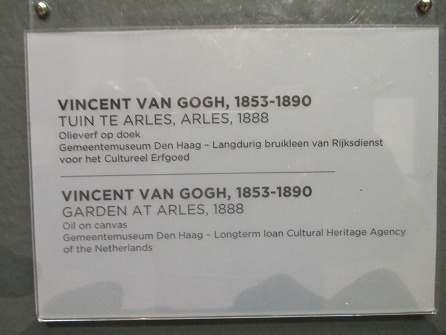 VINCENT VAN GOGH, 1853-1890
TUIN TE ARLES, ARLES, 1888
Olieverf op doek
Gemeentemuseum Den Haag – Langdurig bruikleen van Rijksdienst
voor het Cultureel Erfgoed
VINCENT VAN GOGH, 1853-1890
GARDEN AT ARLES, 1888
Oil on canvas
Gemeentemuseum Den Haag – Longterm loan Cultural Heritage Agency
of the Netherlands